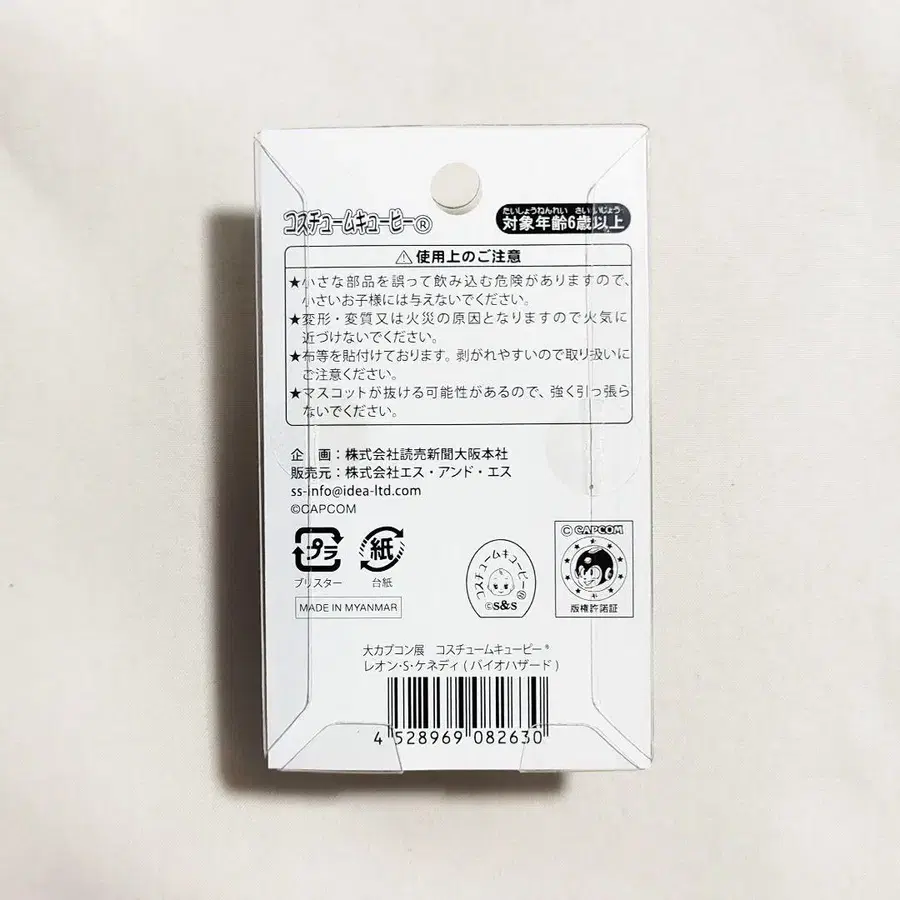 コスチュームキューピー®
たいしょうねんれい さい いじょう
対象年齢6歳以上
⚠使用上のご注意
★小さな部品を誤って飲み込む危険がありますので、
小さいお子様には与えないでください。
★変形・変質又は火災の原因となりますので火気に
近づけないでください。
★布等を貼付けております。剥がれやすいので取り扱いに
ご注意ください。
★マスコットが抜ける可能性があるので、強く引っ張ら
ないでください。
企　画：株式会社読売新聞大阪本社
販売元：株式会社エス・アンド・エス
ss-info@idea-ltd.com
©CAPCOM
プラ
ブリスター
紙
台紙
MADE IN MYANMAR
コスチュームキューピー®
©S&S
© CAPCOM
版権許諾証
大カプコン展　コスチュームキューピー®
レオン・S・ケネディ (バイオハザード)
4 528969 082630